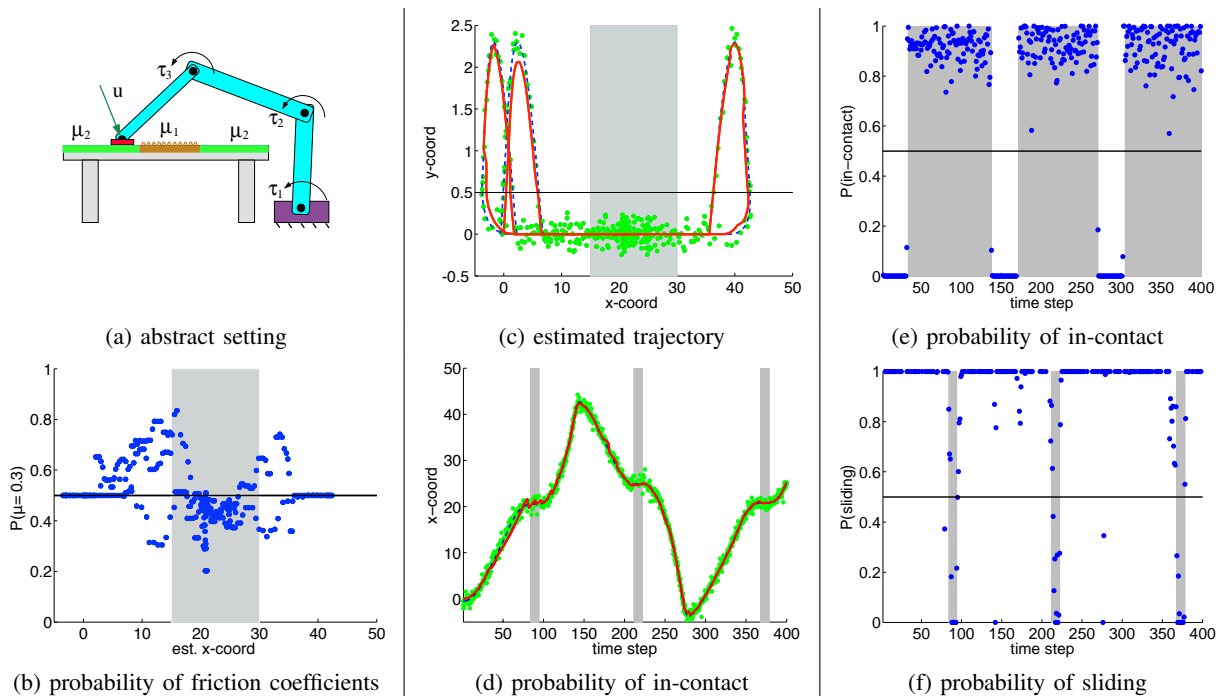 τ3
u
τ2
μ2
μ1
μ2
τ1
(a) abstract setting
1
0.8
0.6
0.4
0.2
0
P(μ= 0.3)
0
10
20
30
40
50
est. x-coord
(b) probability of friction coefficients
2.5
2
1.5
1
0.5
0
-0.5
y-coord
0
10
20
30
40
50
x-coord
(c) estimated trajectory
50
40
30
20
10
0
x-coord
50 100 150 200 250 300 350 400
time step
(d) probability of in-contact
1
0.8
0.6
0.4
0.2
0
P(in-contact)
50 100 150 200 250 300 350 400
time step
(e) probability of in-contact
1
0.8
0.6
0.4
0.2
0
P(sliding)
50 100 150 200 250 300 350 400
time step
(f) probability of sliding